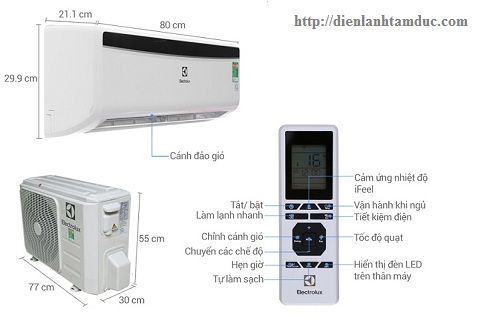 http://dienlanhtamduc.com
21.1 cm
80 cm
29.9 cm
Electrolux
Cánh đảo gió
16
Cảm ứng nhiệt độ
iFeel
Tắt/ bật
Vận hành khi ngủ
Làm lạnh nhanh
Tiết kiệm điện
Chỉnh cánh gió
Tốc độ quạt
Chuyển các chế độ
Hẹn giờ
Hiển thị đèn LED
trên thân máy
Tự làm sạch
Electrolux
55 cm
77 cm
30 cm